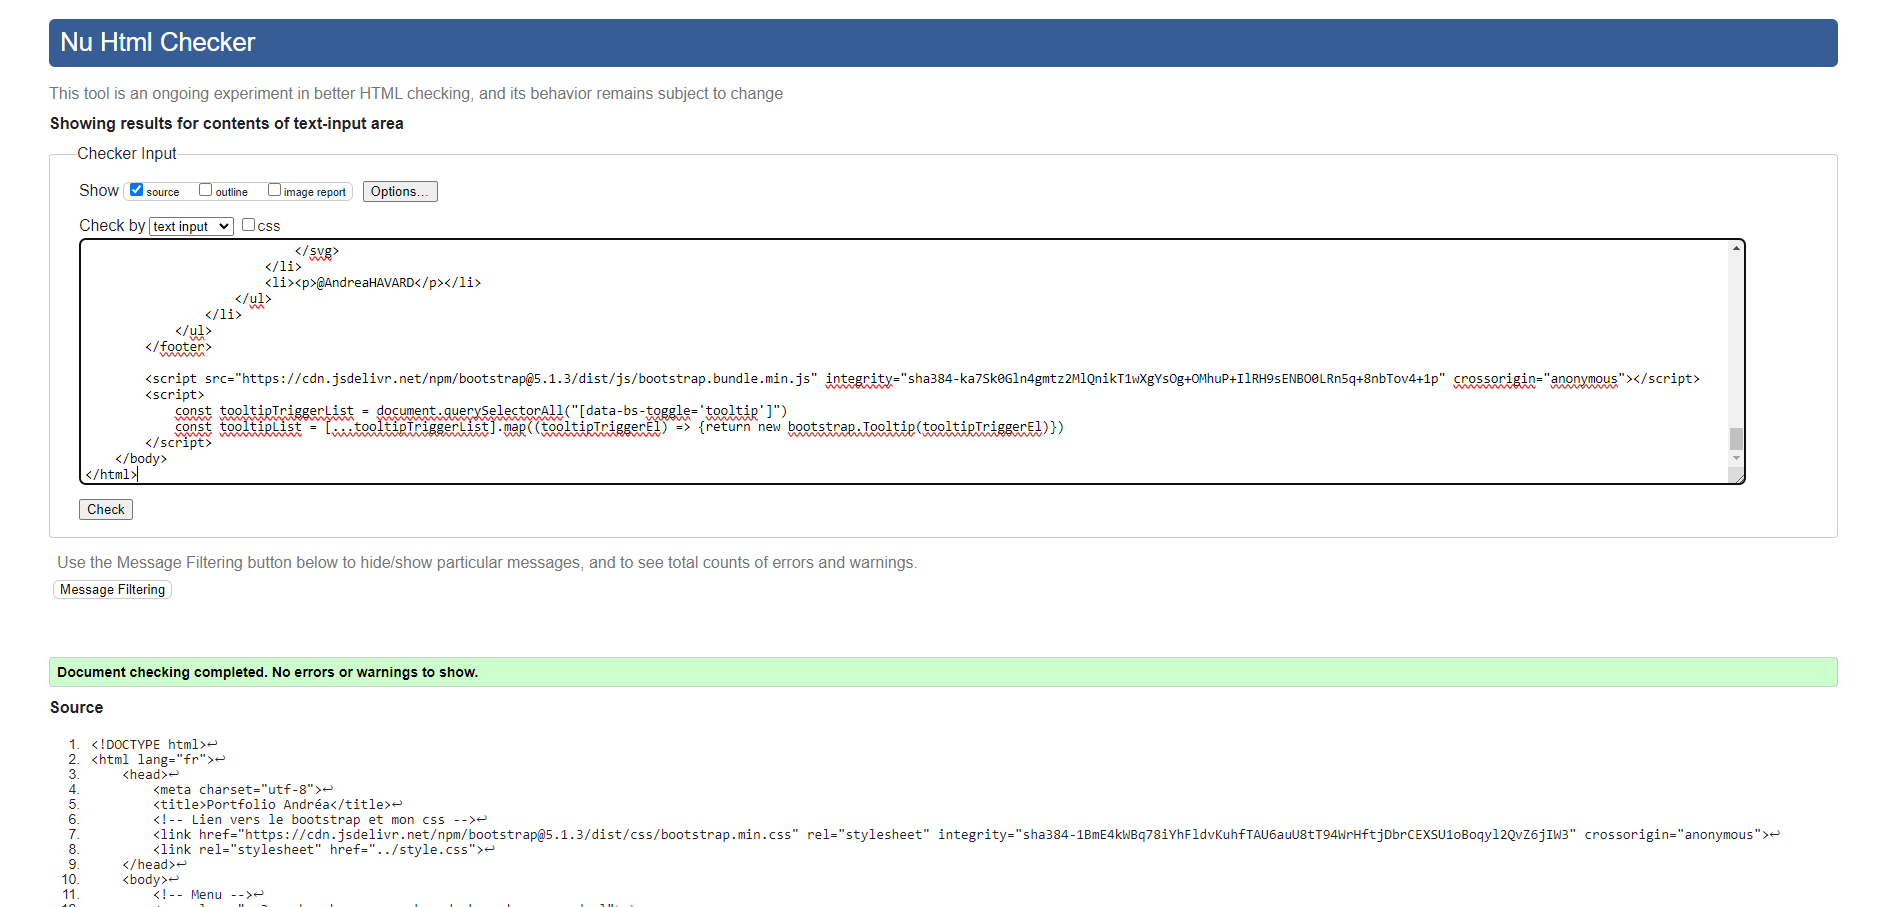 Nu Html Checker
This tool is an ongoing experiment in better HTML checking, and its behavior remains subject to change
Showing results for contents of text-input area
Checker Input
Show source outline image report Options...
Check by text input css
</svg>
</li>
<li><p>@AndreaHAVARD</p></li>
</ul>
</li>
</ul>
</footer>
<script src="https://cdn.jsdelivr.net/npm/bootstrap@5.1.3/dist/js/bootstrap.bundle.min.js" integrity="sha384-ka7Sk0Gln4gmtz2MlQnikT1wXgYsOg+OMhuP+IlRH9sENBO0LRn5q+8nbTov4+1p" crossorigin="anonymous"></script>
<script>
const tooltipTriggerList = document.querySelectorAll("[data-bs-toggle='tooltip']")
const tooltipList = [...tooltipTriggerList].map((tooltipTriggerEl) => {return new bootstrap.Tooltip(tooltipTriggerEl)})
</script>
</body>
</html>
Check
Use the Message Filtering button below to hide/show particular messages, and to see total counts of errors and warnings.
Message Filtering
Document checking completed. No errors or warnings to show.
Source
1. <!DOCTYPE html>↩
2. <html lang="fr">↩
3. <head>↩
4. <meta charset="utf-8">↩
5. <title>Portfolio Andréa</title>↩
6. <!-- Lien vers le bootstrap et mon css -->↩
7. <link href="https://cdn.jsdelivr.net/npm/bootstrap@5.1.3/dist/css/bootstrap.min.css" rel="stylesheet" integrity="sha384-1BmE4kWBq78iYhFldvKuhfTAU6auU8tT94WrHftjDbrCEXSU1oBoqyl2QvZ6jIW3" crossorigin="anonymous">↩
8. <link rel="stylesheet" href="../style.css">↩
9. </head>↩
10. <body>↩
11. <!-- Menu -->↩